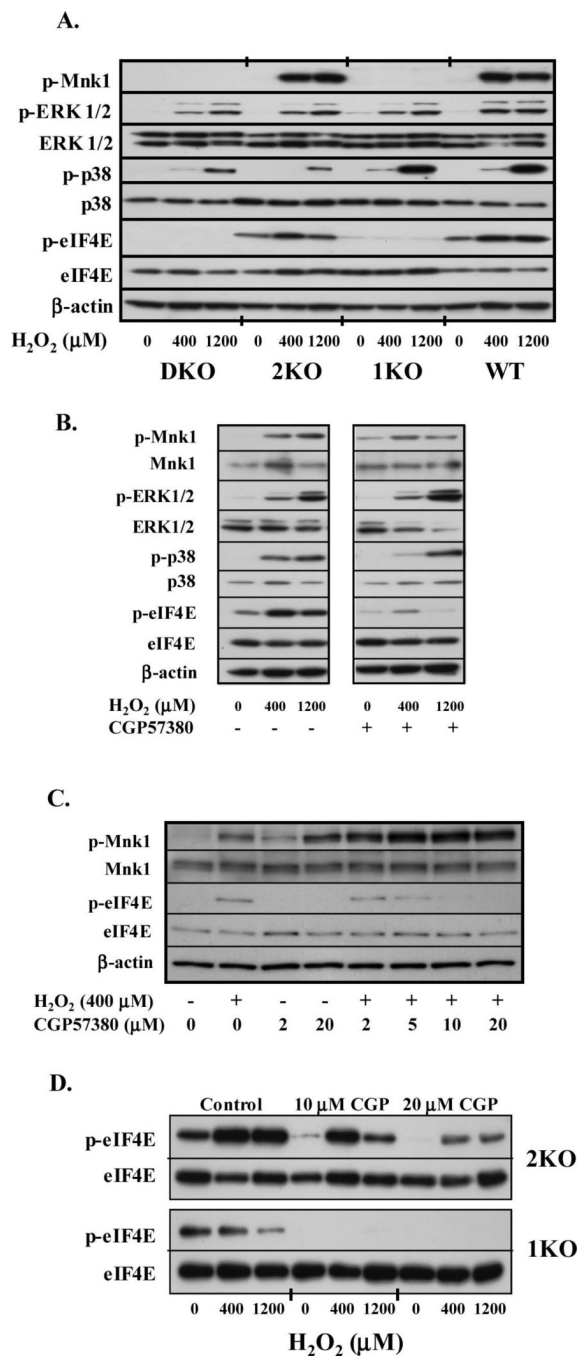 A.
p-Mnk1
p-ERK 1/2
ERK 1/2
p-p38
p38
p-eIF4E
eIF4E
β-actin
H₂O₂ (μM) 0 400 1200 0 400 1200 0 400 1200 0 400 1200
DKO 2KO 1KO WT
B.
p-Mnk1
Mnk1
p-ERK1/2
ERK1/2
p-p38
p38
p-eIF4E
eIF4E
β-actin
H₂O₂ (μM) 0 400 1200 0 400 1200
CGP57380 - - - + + +
C.
p-Mnk1
Mnk1
p-eIF4E
eIF4E
β-actin
H₂O₂ (400 μM) - + - - + + + +
CGP57380 (μM) 0 0 2 20 2 5 10 20
D.
Control 10 μM CGP 20 μM CGP
p-eIF4E
2KO
eIF4E
p-eIF4E
1KO
eIF4E
0 400 1200 0 400 1200 0 400 1200
H₂O₂ (μM)